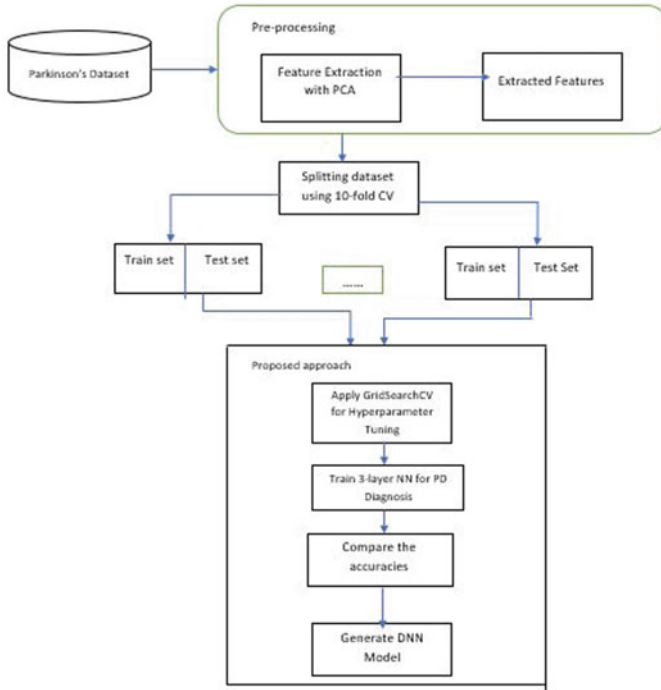 Pre-processing
Parkinson's Dataset
Feature Extraction
with PCA
Extracted Features
Splitting dataset
using 10-fold CV
Train set
Test set
......
Train set
Test Set
Proposed approach
Apply GridSearchCV
for Hyperparameter
Tuning
Train 3-layer NN for PD
Diagnosis
Compare the
accuracies
Generate DNN
Model